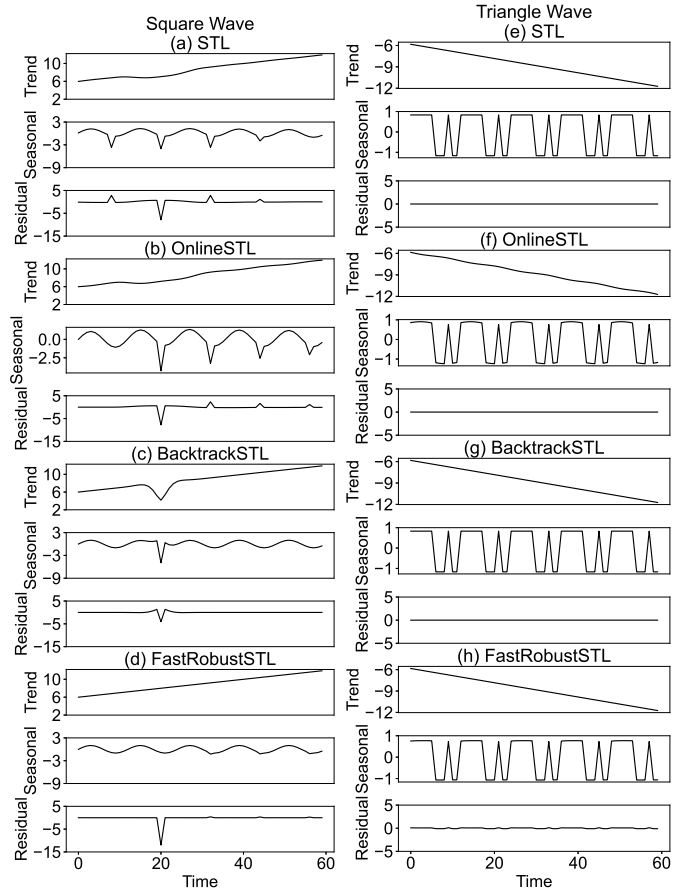 Square Wave
(a) STL
Trend
10
6
2
Seasonal
3
−3
−9
Residual
5
−5
−15
(b) OnlineSTL
Trend
10
6
2
Seasonal
0.0
−2.5
Residual
5
−5
−15
(c) BacktrackSTL
Trend
10
6
2
Seasonal
3
−3
−9
Residual
5
−5
−15
(d) FastRobustSTL
Trend
10
6
2
Seasonal
3
−3
−9
Residual
5
−5
−15
0 20 40 60
Time
Triangle Wave
(e) STL
Trend
−6
−9
−12
Seasonal
1
0
−1
Residual
5
0
−5
(f) OnlineSTL
Trend
−6
−9
−12
Seasonal
1
0
−1
Residual
5
0
−5
(g) BacktrackSTL
Trend
−6
−9
−12
Seasonal
1
0
−1
Residual
5
0
−5
(h) FastRobustSTL
Trend
−6
−9
−12
Seasonal
1
0
−1
Residual
5
0
−5
0 20 40 60
Time